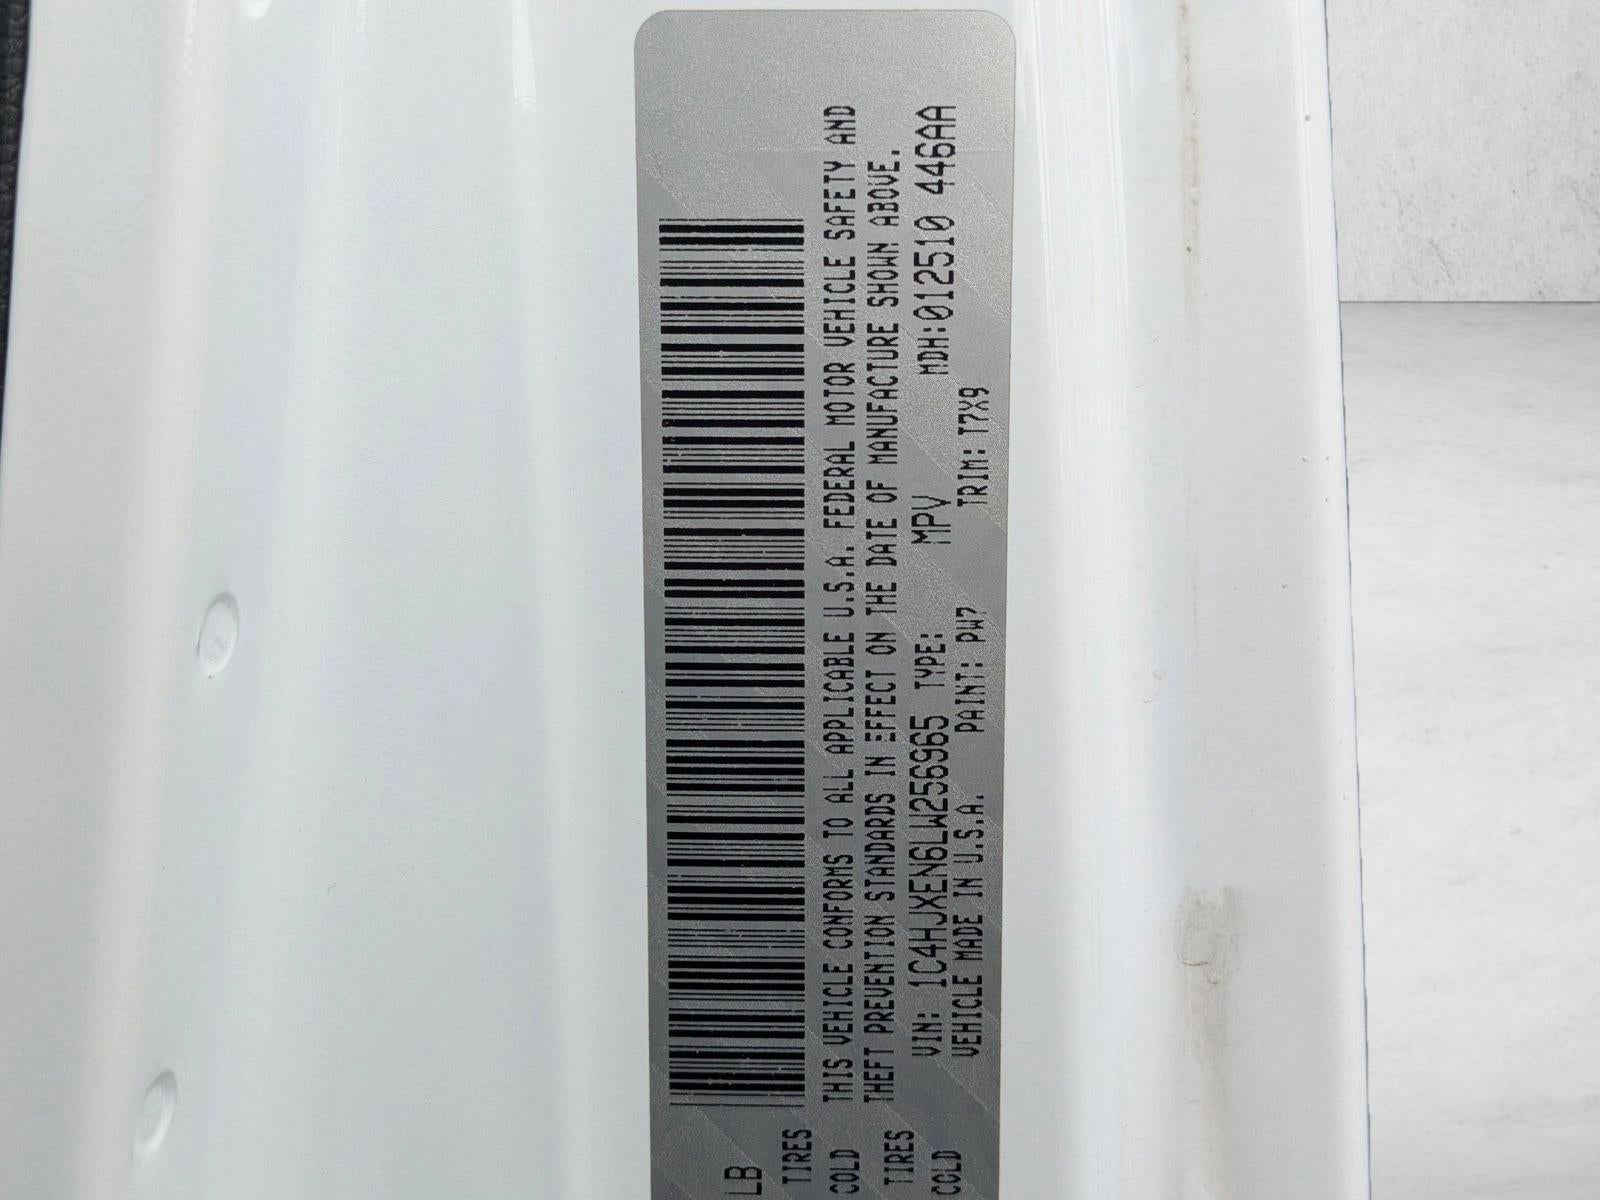 LB
TIRES
COLD
TIRES
COLD
THIS VEHICLE CONFORMS TO ALL APPLICABLE U.S.A. FEDERAL MOTOR VEHICLE SAFETY AND
THEFT PREVENTION STANDARDS IN EFFECT ON THE DATE OF MANUFACTURE SHOWN ABOVE.
VIN: 1C4HJXEN6LW256965 TYPE: MPV MDH:012510 446AA
VEHICLE MADE IN U.S.A. PAINT: PW7 TRIM: T7X9